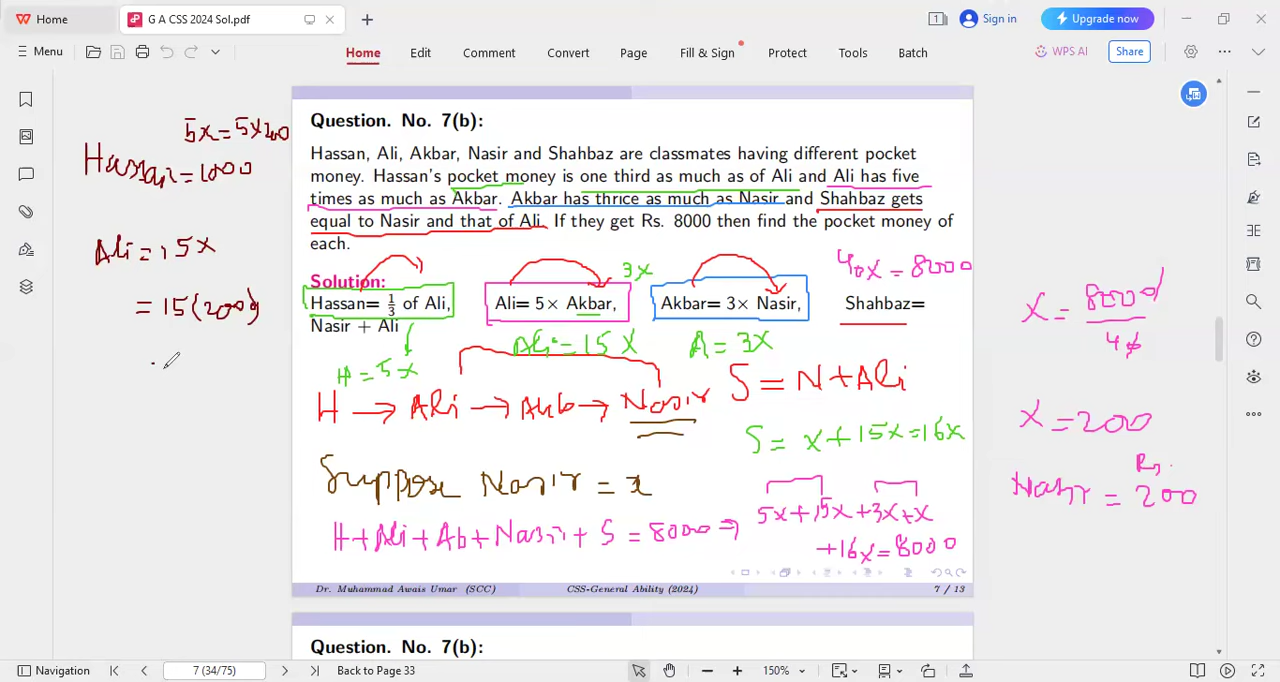 Home
G A CSS 2024 Sol.pdf
Sign in
Upgrade now
Menu
Home Edit Comment Convert Page Fill & Sign Protect Tools Batch
WPS AI
Share
5x=5x200
Hassan=1000
Ali=15x
=15(200)
Question. No. 7(b):
Hassan, Ali, Akbar, Nasir and Shahbaz are classmates having different pocket
money. Hassan's pocket money is one third as much as of Ali and Ali has five
times as much as Akbar. Akbar has thrice as much as Nasir and Shahbaz gets
equal to Nasir and that of Ali. If they get Rs. 8000 then find the pocket money of
each.
40x=8000
Solution:
3x
Hassan= 1/3 of Ali, Ali= 5× Akbar, Akbar= 3× Nasir, Shahbaz=
Nasir + Ali
H=5x
Ali=15x
A=3x
H→Ali→Akb→Nasir
S=N+Ali
S=x+15x=16x
Suppose Nasir=x
H+Ali+Ab+Nasir+S=8000⇒
5x+15x+3x+x
+16x=8000
x=8000/40
x=200
Rs.
Nasir=200
Dr. Muhammad Awais Umar (SCC) CSS-General Ability (2024) 7 / 13
Question. No. 7(b):
Navigation
7 (34/75)
Back to Page 33
150%